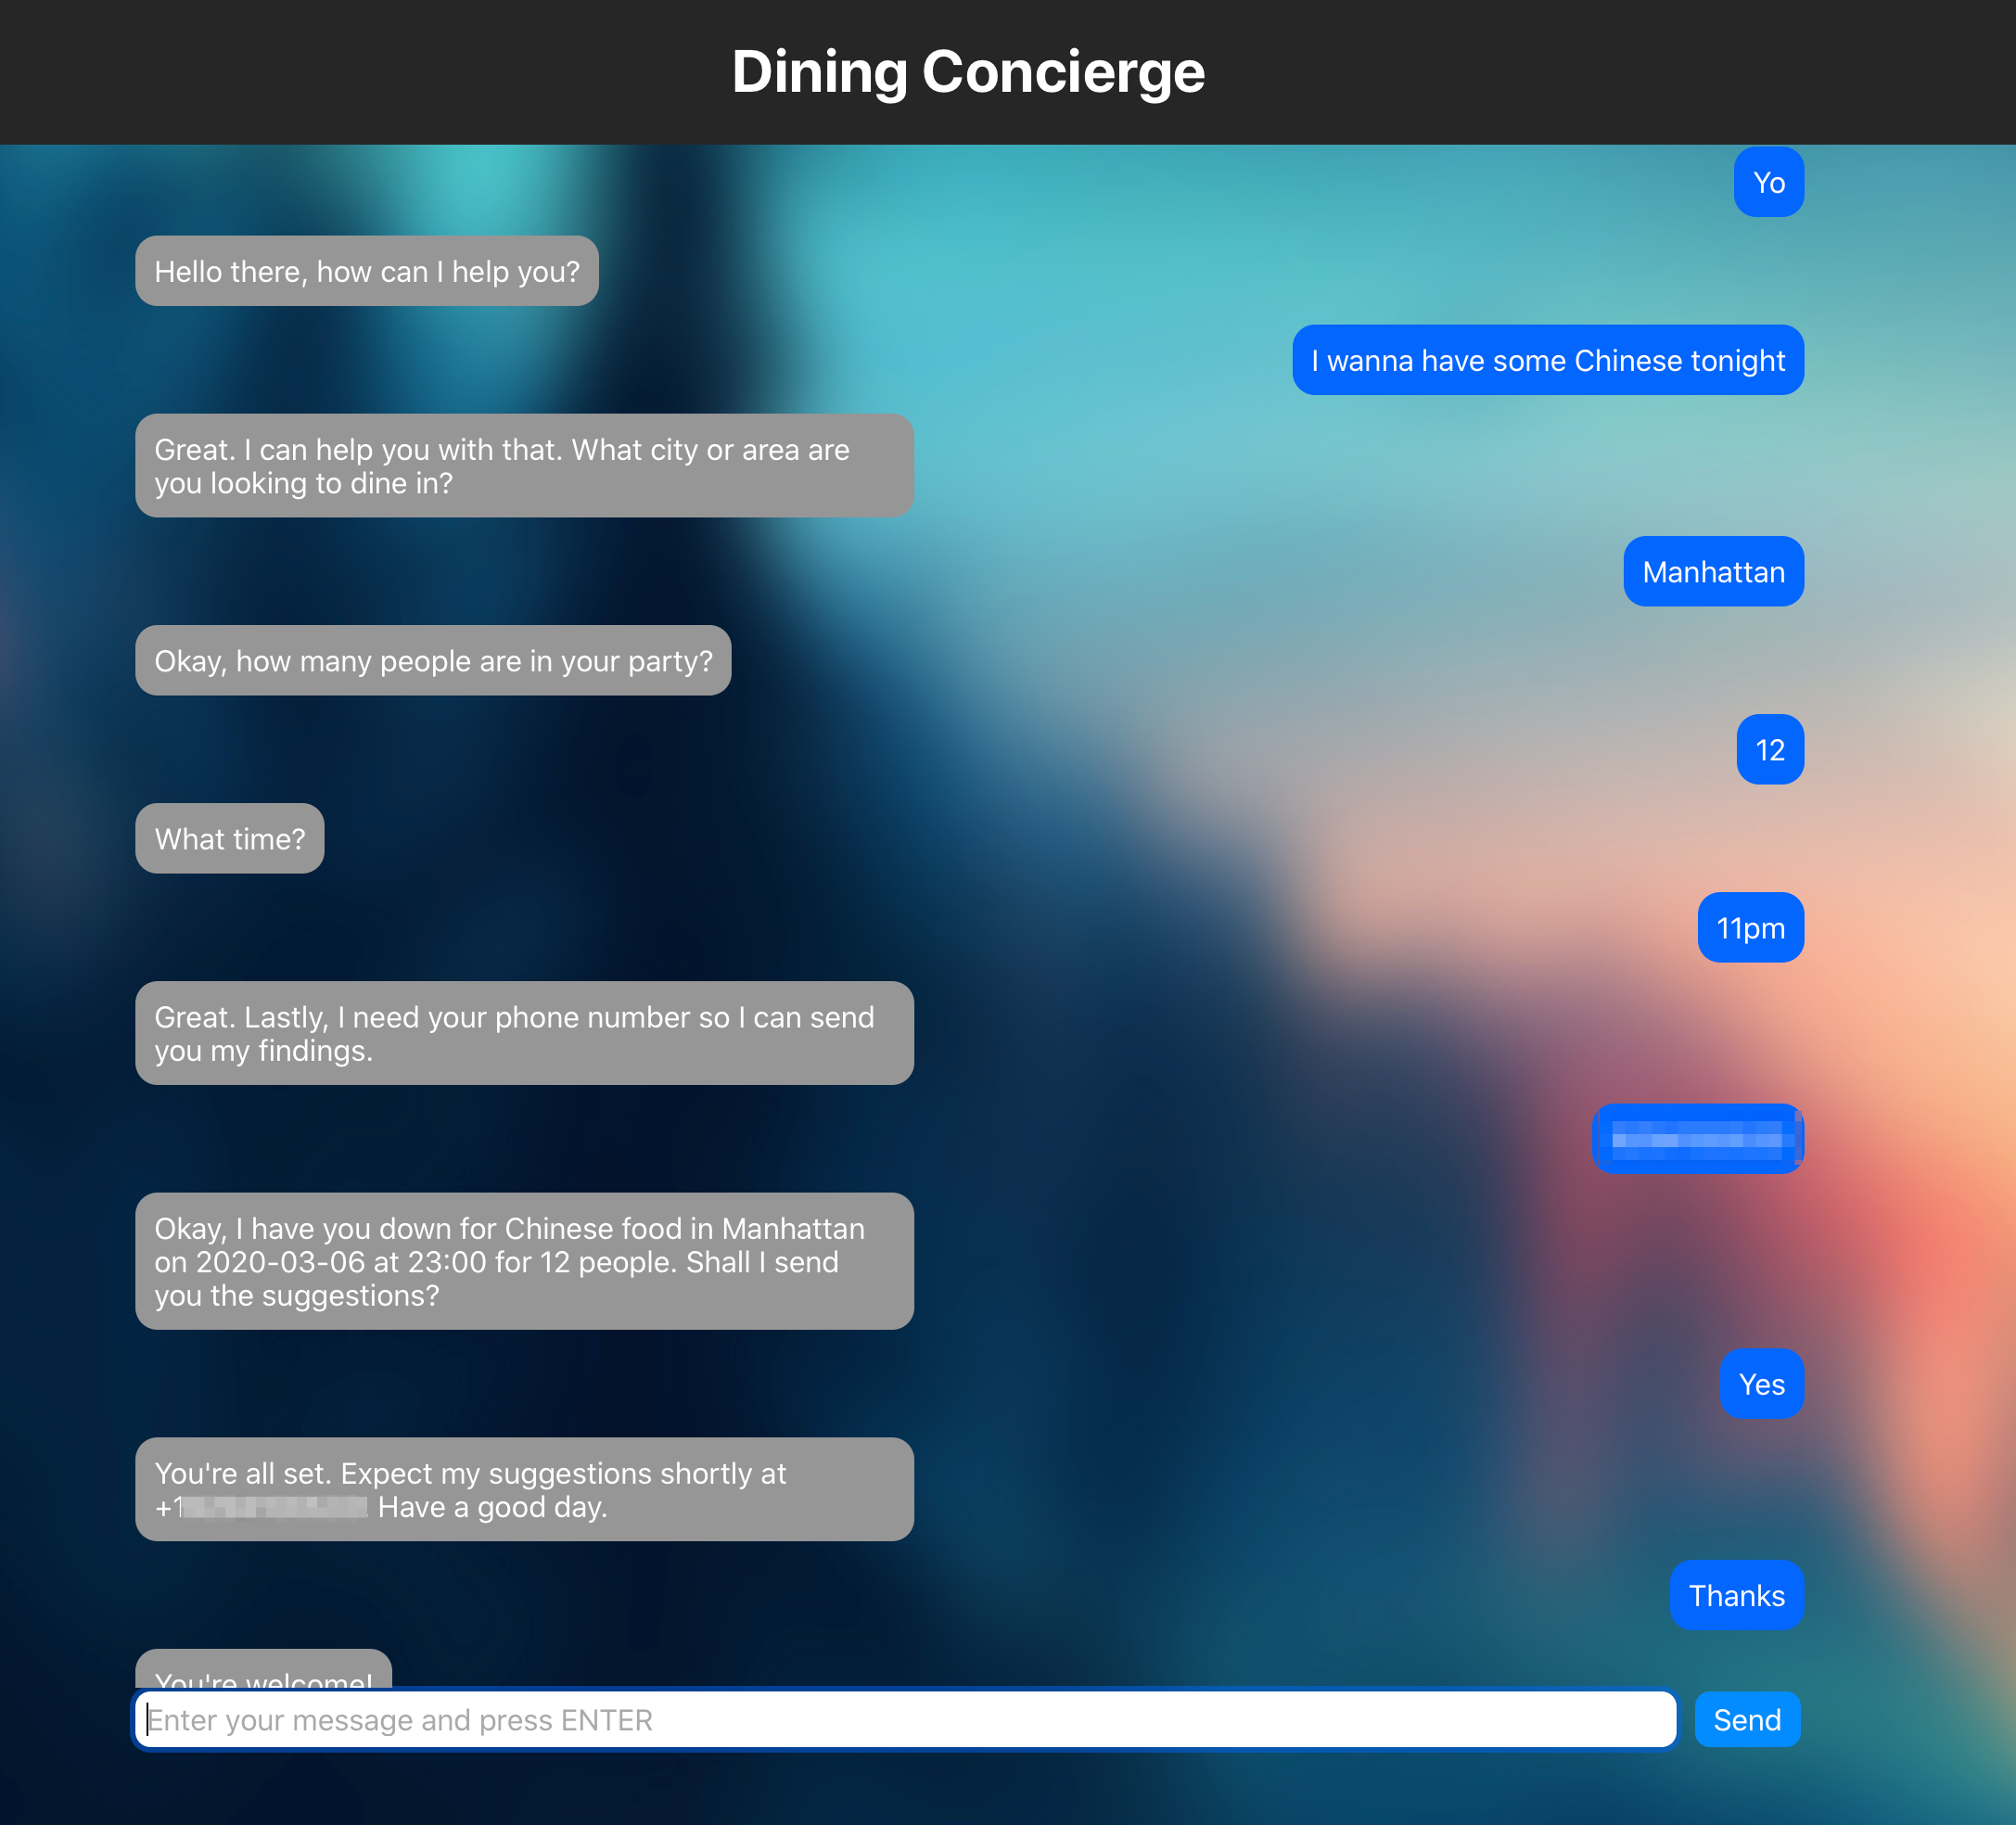 Dining Concierge
Yo
Hello there, how can I help you?
I wanna have some Chinese tonight
Great. I can help you with that. What city or area are
you looking to dine in?
Manhattan
Okay, how many people are in your party?
12
What time?
11pm
Great. Lastly, I need your phone number so I can send
you my findings.
Okay, I have you down for Chinese food in Manhattan
on 2020-03-06 at 23:00 for 12 people. Shall I send
you the suggestions?
Yes
You're all set. Expect my suggestions shortly at
+1 Have a good day.
Thanks
You're welcome!
Enter your message and press ENTER
Send